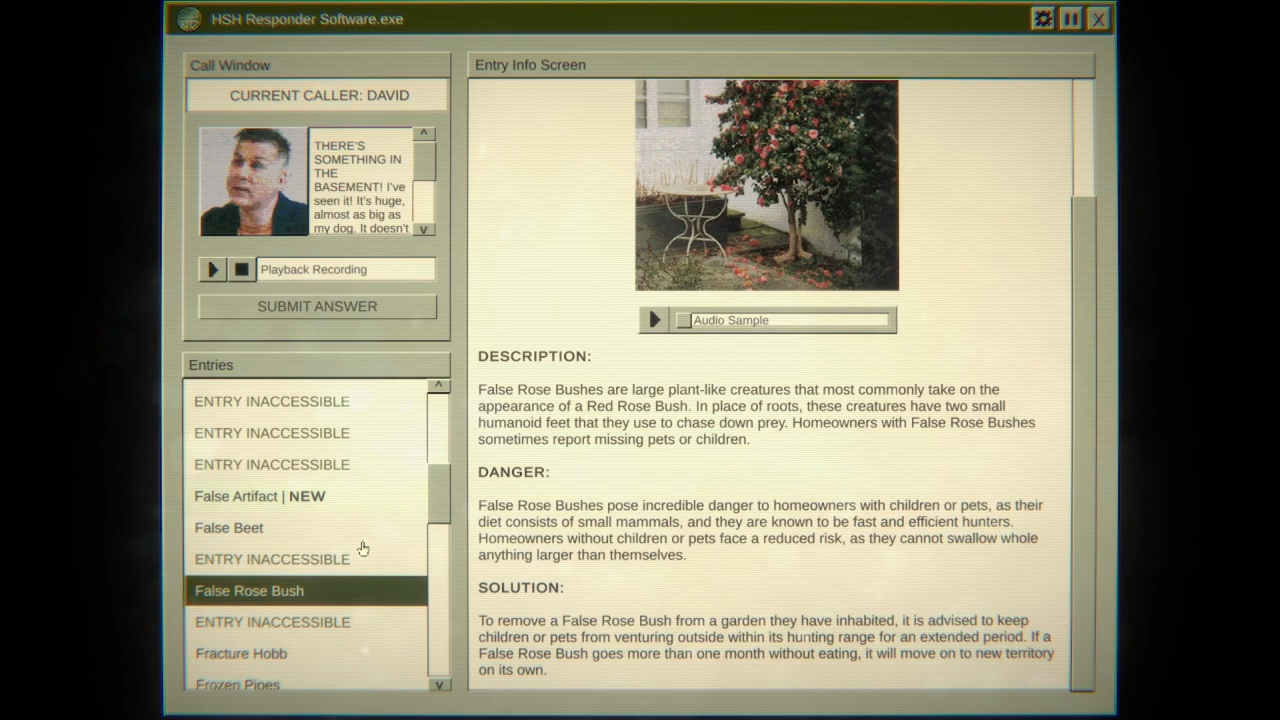 HSH Responder Software.exe
X
Call Window
CURRENT CALLER: DAVID
THERE'S
SOMETHING IN
THE
BASEMENT! I've
seen it! It's huge,
almost as big as
my dog. It doesn't
Playback Recording
SUBMIT ANSWER
Entries
ENTRY INACCESSIBLE
ENTRY INACCESSIBLE
ENTRY INACCESSIBLE
False Artifact | NEW
False Beet
ENTRY INACCESSIBLE
False Rose Bush
ENTRY INACCESSIBLE
Fracture Hobb
Frozen Pipes
Entry Info Screen
Audio Sample
DESCRIPTION:
False Rose Bushes are large plant-like creatures that most commonly take on the
appearance of a Red Rose Bush. In place of roots, these creatures have two small
humanoid feet that they use to chase down prey. Homeowners with False Rose Bushes
sometimes report missing pets or children.
DANGER:
False Rose Bushes pose incredible danger to homeowners with children or pets, as their
diet consists of small mammals, and they are known to be fast and efficient hunters.
Homeowners without children or pets face a reduced risk, as they cannot swallow whole
anything larger than themselves.
SOLUTION:
To remove a False Rose Bush from a garden they have inhabited, it is advised to keep
children or pets from venturing outside within its hunting range for an extended period. If a
False Rose Bush goes more than one month without eating, it will move on to new territory
on its own.